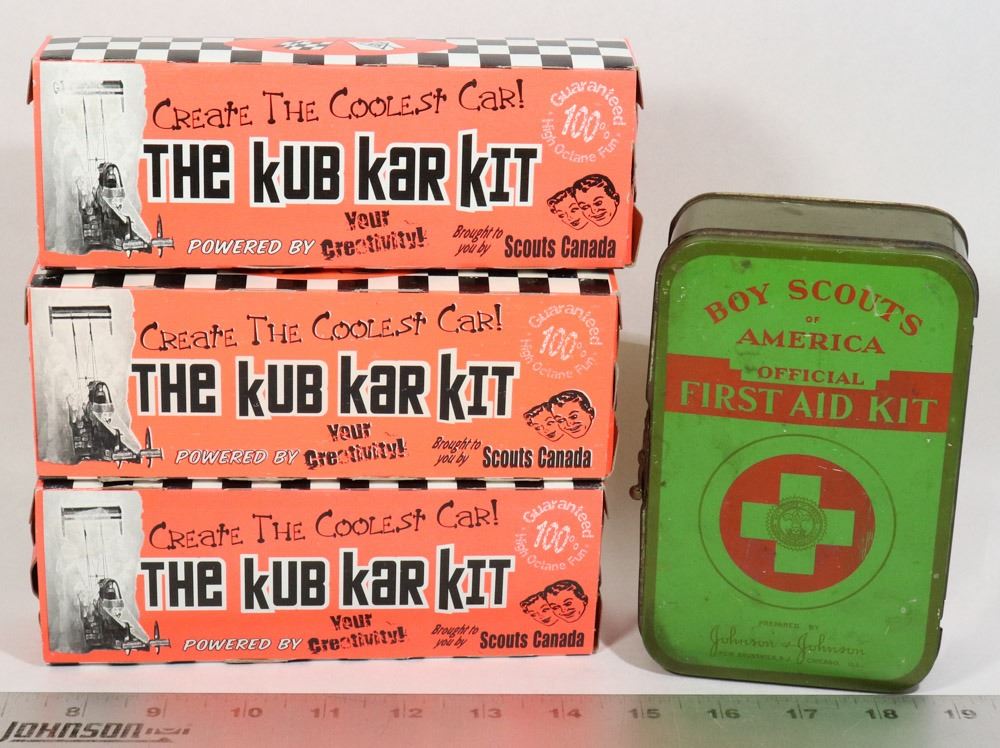 CREATE THE COOLEST CAR!
Guaranteed
100%
High Octane Fun
THE KUB KAR KIT
POWERED BY Your Creativity!
Brought to you by Scouts Canada
CREATE THE COOLEST CAR!
Guaranteed
100%
High Octane Fun
THE KUB KAR KIT
POWERED BY Your Creativity!
Brought to you by Scouts Canada
CREATE THE COOLEST CAR!
Guaranteed
100%
High Octane Fun
THE KUB KAR KIT
POWERED BY Your Creativity!
Brought to you by Scouts Canada
BOY SCOUTS
OF
AMERICA
OFFICIAL
FIRST AID KIT
PREPARED BY
Johnson & Johnson
NEW BRUNSWICK N.J. CHICAGO, ILL.
8 9 10 11 12 13 14 15 16 17 18 19
JOHNSON